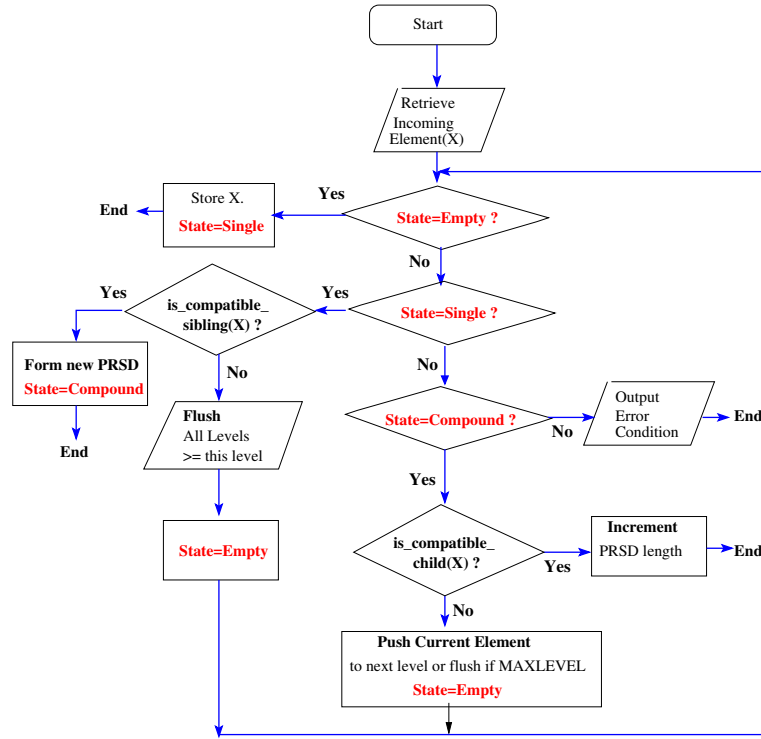 Start
Retrieve
Incoming
Element(X)
Yes
Store X.
State=Single
End
State=Empty ?
No
Yes
is_compatible_
sibling(X) ?
Yes
State=Single ?
Form new PRSD
State=Compound
No
No
End
Flush
All Levels
>= this level
State=Compound ?
No
Output
Error
Condition
End
Yes
State=Empty
is_compatible_
child(X) ?
Yes
Increment
PRSD length
End
No
Push Current Element
to next level or flush if MAXLEVEL
State=Empty